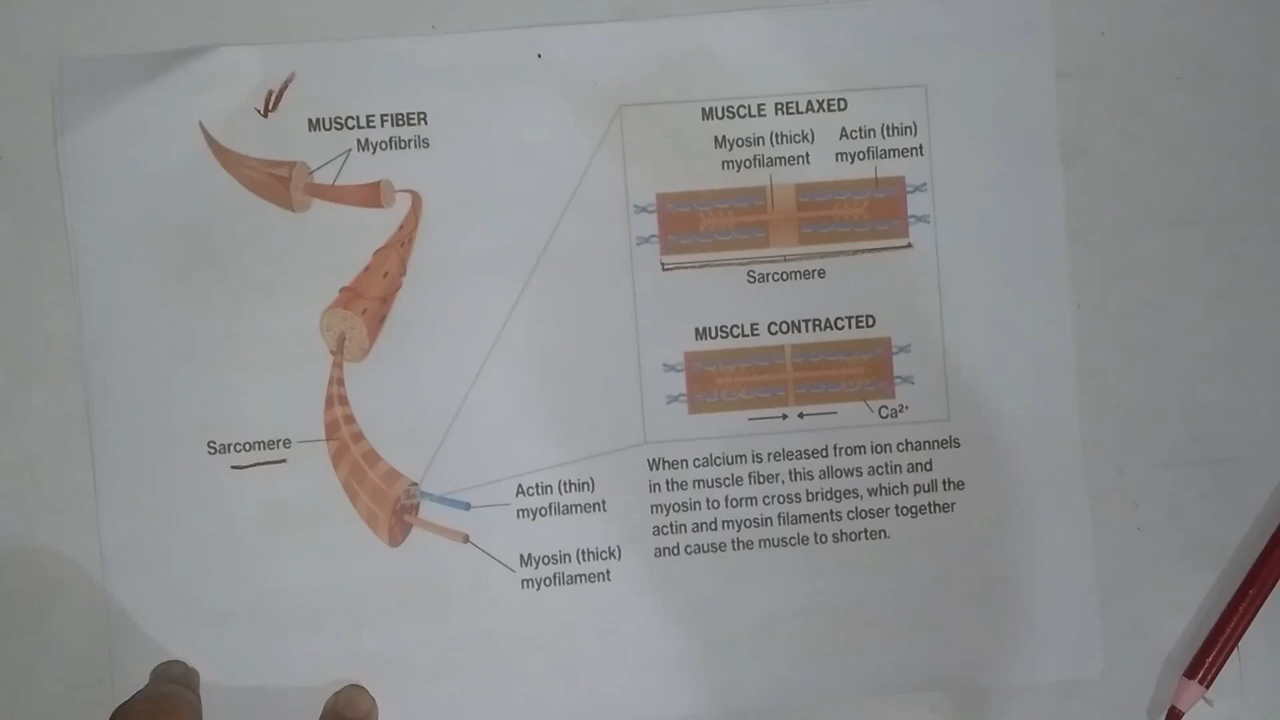 MUSCLE FIBER
Myofibrils
Sarcomere
Actin (thin)
myofilament
Myosin (thick)
myofilament
MUSCLE RELAXED
Myosin (thick)
myofilament
Actin (thin)
myofilament
Sarcomere
MUSCLE CONTRACTED
Ca²⁺
When calcium is released from ion channels
in the muscle fiber, this allows actin and
myosin to form cross bridges, which pull the
actin and myosin filaments closer together
and cause the muscle to shorten.